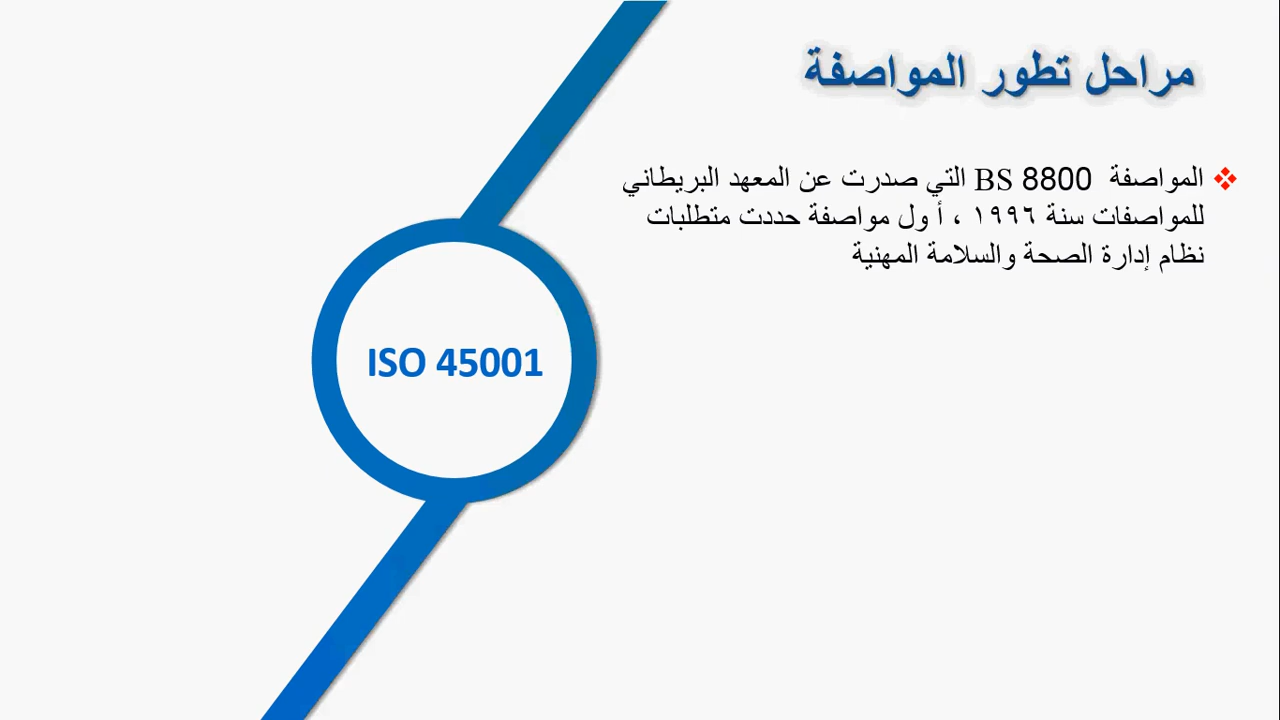 مراحل تطور المواصفة
❖ المواصفة BS 8800 التي صدرت عن المعهد البريطاني
للمواصفات سنة ١٩٩٦ ، أ ول مواصفة حددت متطلبات
نظام إدارة الصحة والسلامة المهنية
ISO 45001